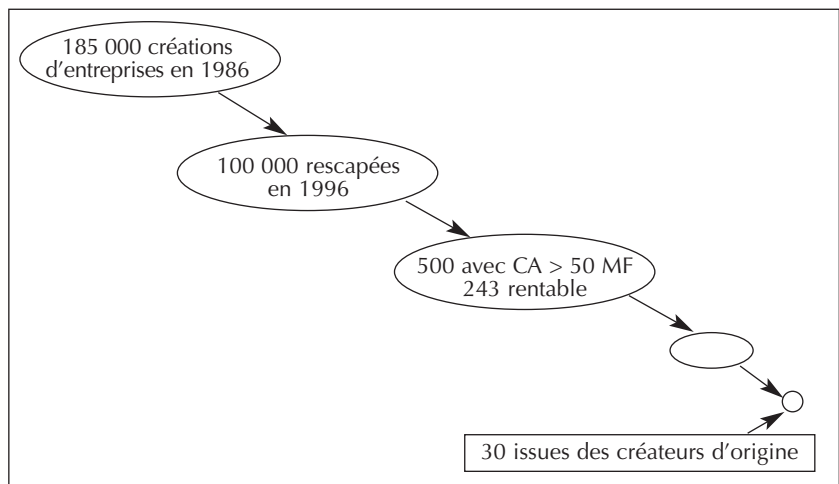 185 000 créations
d'entreprises en 1986
100 000 rescapées
en 1996
500 avec CA > 50 MF
243 rentable
30 issues des créateurs d'origine